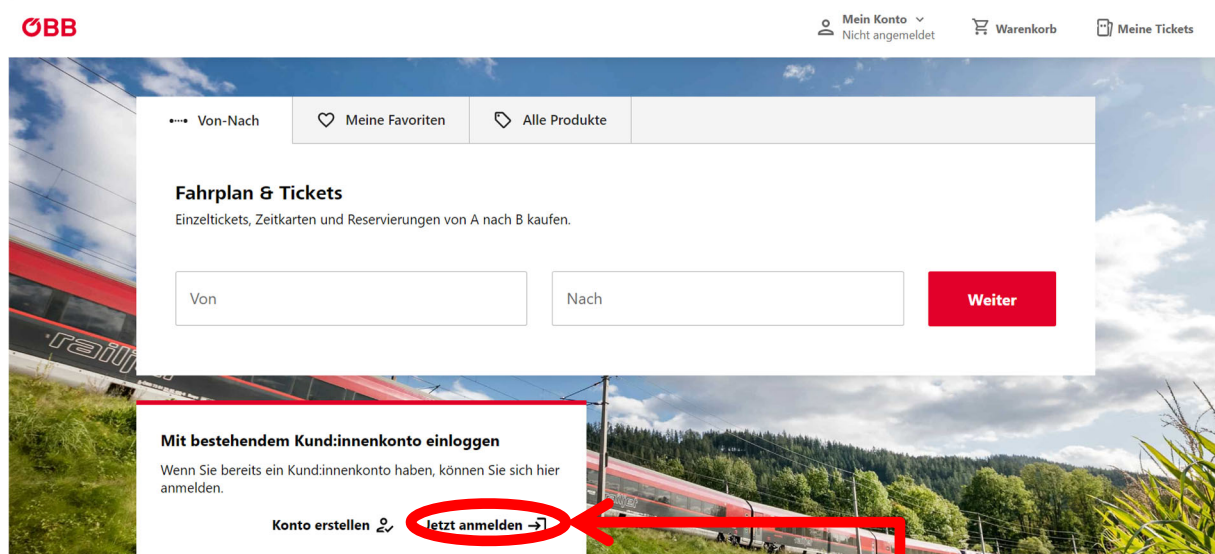 ÖBB
Mein Konto
Nicht angemeldet
Warenkorb
Meine Tickets
Von-Nach
Meine Favoriten
Alle Produkte
Fahrplan & Tickets
Einzeltickets, Zeitkarten und Reservierungen von A nach B kaufen.
Von
Nach
Weiter
railj
Mit bestehendem Kund:innenkonto einloggen
Wenn Sie bereits ein Kund:innenkonto haben, können Sie sich hier
anmelden.
Konto erstellen
Jetzt anmelden